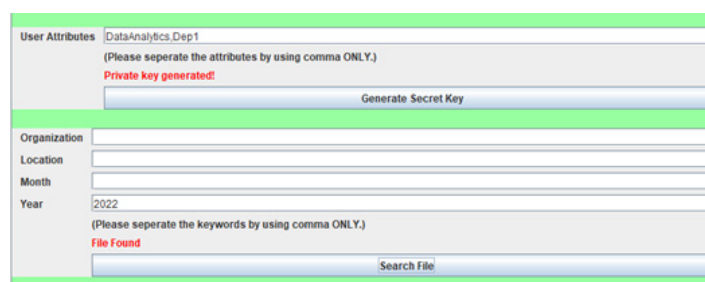 User Attributes DataAnalytics,Dep1
(Please seperate the attributes by using comma ONLY.)
Private key generated!
Generate Secret Key
Organization
Location
Month
Year 2022
(Please seperate the keywords by using comma ONLY.)
File Found
Search File